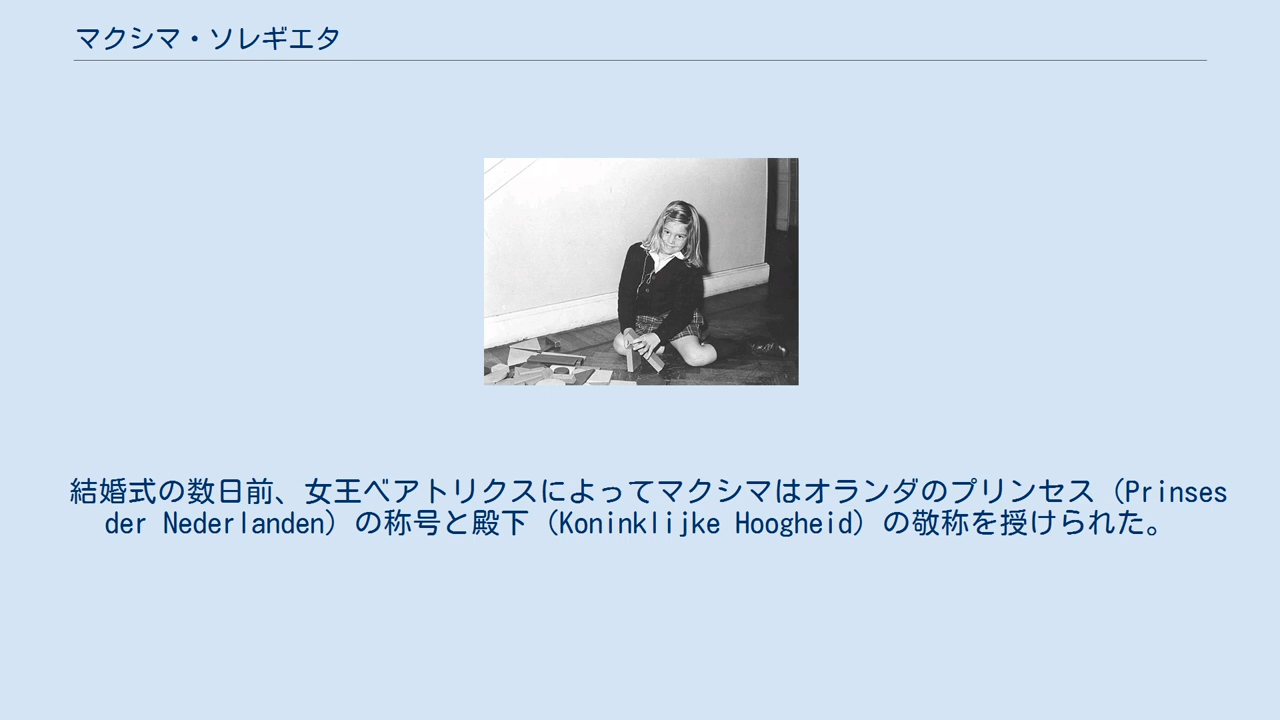 マクシマ・ソレギエタ
結婚式の数日前、女王ベアトリクスによってマクシマはオランダのプリンセス（Prinses
der Nederlanden）の称号と殿下（Koninklijke Hoogheid）の敬称を授けられた。